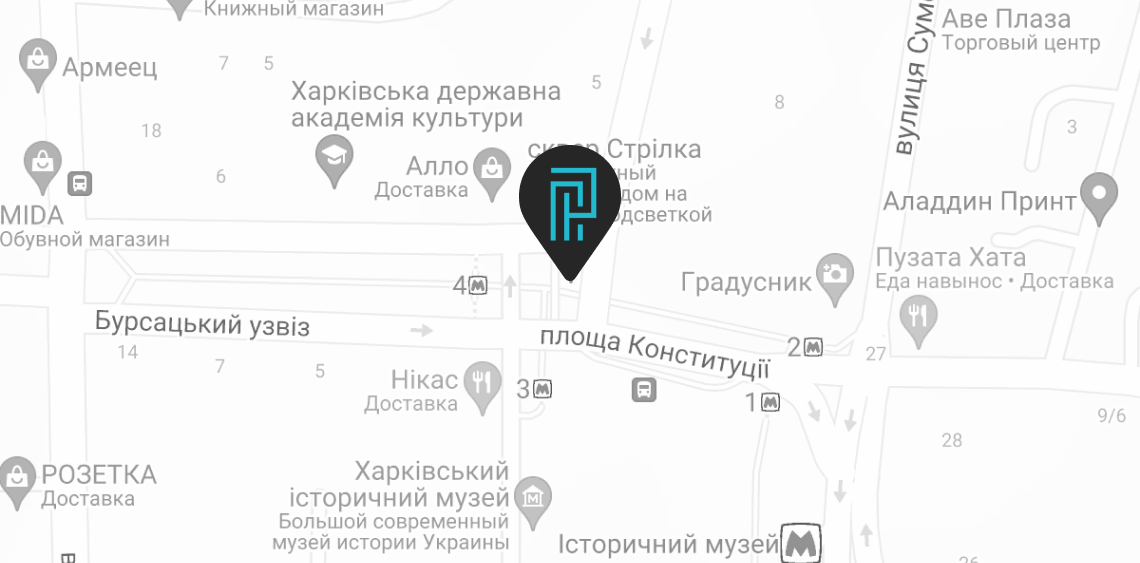 Книжный магазин
Аве Плаза
Торговый центр
Армеец
7
5
вулиця Сум
Харківська державна
академія культури
5
8
3
18
сквер Стрілка
Алло
Доставка
6
ный
дом на
дсветкой
MIDA
Обувной магазин
Аладдин Принт
Пузата Хата
Еда навынос • Доставка
Градусник
4
Бурсацький узвіз
площа Конституції
2
27
14
7
5
Нікас
Доставка
3
1
9/6
28
РОЗЕТКА
Доставка
Харківський
історичний музей
Большой современный
музей истории Украины
Історичний музей
26